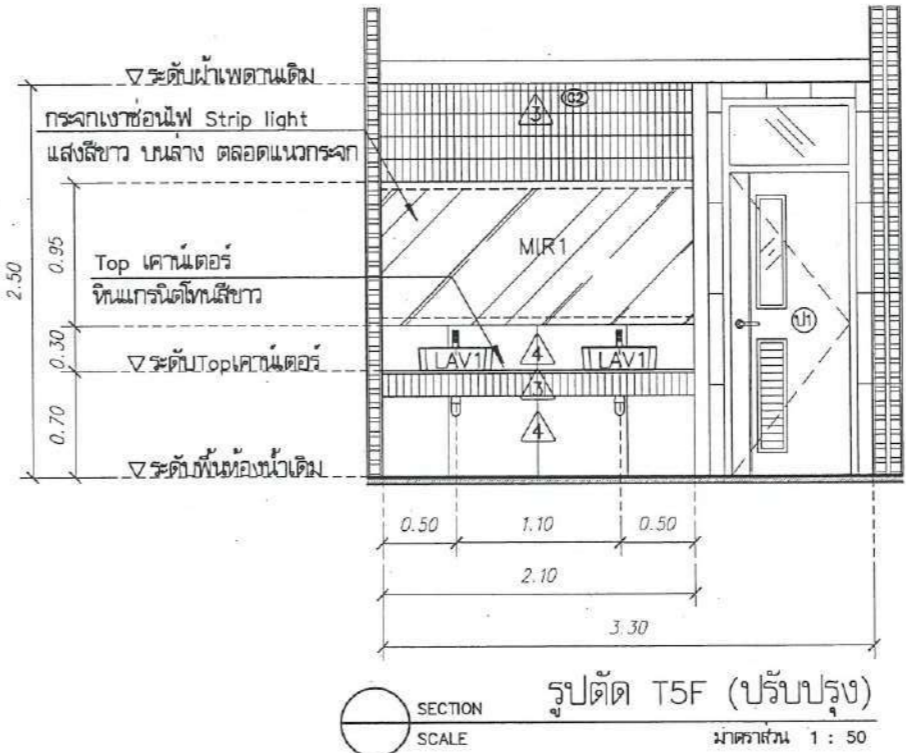 ▽ระดับฝ้าเพดานเดิม
กระจกเงาซ่อนไฟ Strip light
แสงสีขาว บนล่าง ตลอดแนวกระจก
3
C2
2.50
0.95
MIR1
Top เคาน์เตอร์
หินแกรนิตโทนสีขาว
ป1
0.30
▽ระดับTopเคาน์เตอร์
LAV1
4
LAV1
3
0.70
4
▽ระดับพื้นห้องน้ำเดิม
0.50
1.10
0.50
2.10
3.30
SECTION
รูปตัด T5F (ปรับปรุง)
SCALE
มาตราส่วน 1 : 50